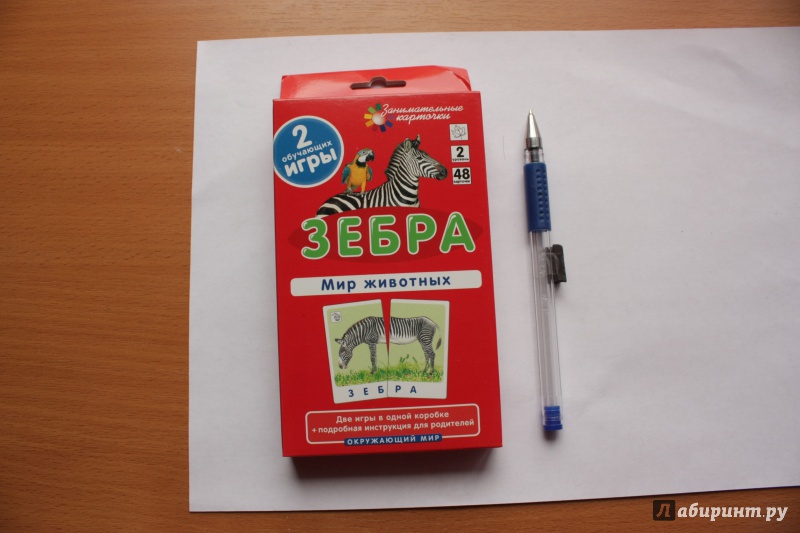 Занимательные
карточки
2
обучающих
игры
2
48
ЗЕБРА
Мир животных
ЗЕБРА
Две игры в одной коробке
+ подробная инструкция для родителей
ОКРУЖАЮЩИЙ МИР
Лабиринт.ру